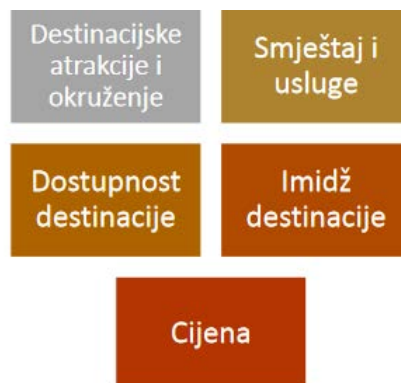 Destinacijske
atrakcije i
okruženje
Smještaj i
usluge
Dostupnost
destinacije
Imidž
destinacije
Cijena